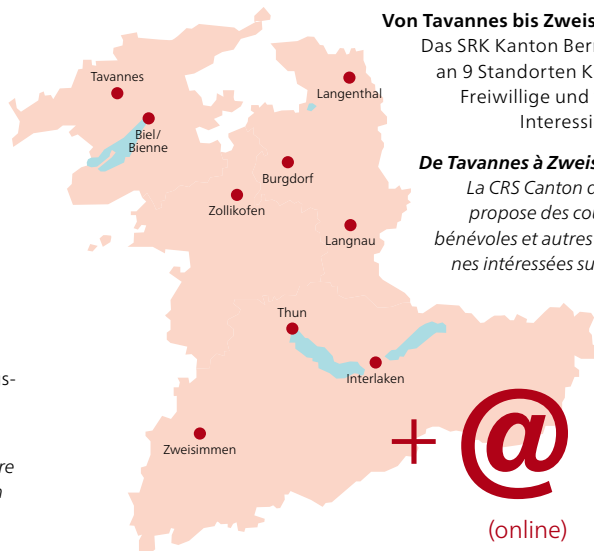 Von Tavannes bis Zweis
Das SRK Kanton Bern
an 9 Standorten K
Freiwillige und
Interessi
De Tavannes à Zweis
La CRS Canton d
propose des cou
bénévoles et autres
nes intéressées su
Tavannes
Langenthal
Biel/
Bienne
Burgdorf
Zollikofen
Langnau
Thun
Interlaken
Zweisimmen
s-
re
+ @
(online)